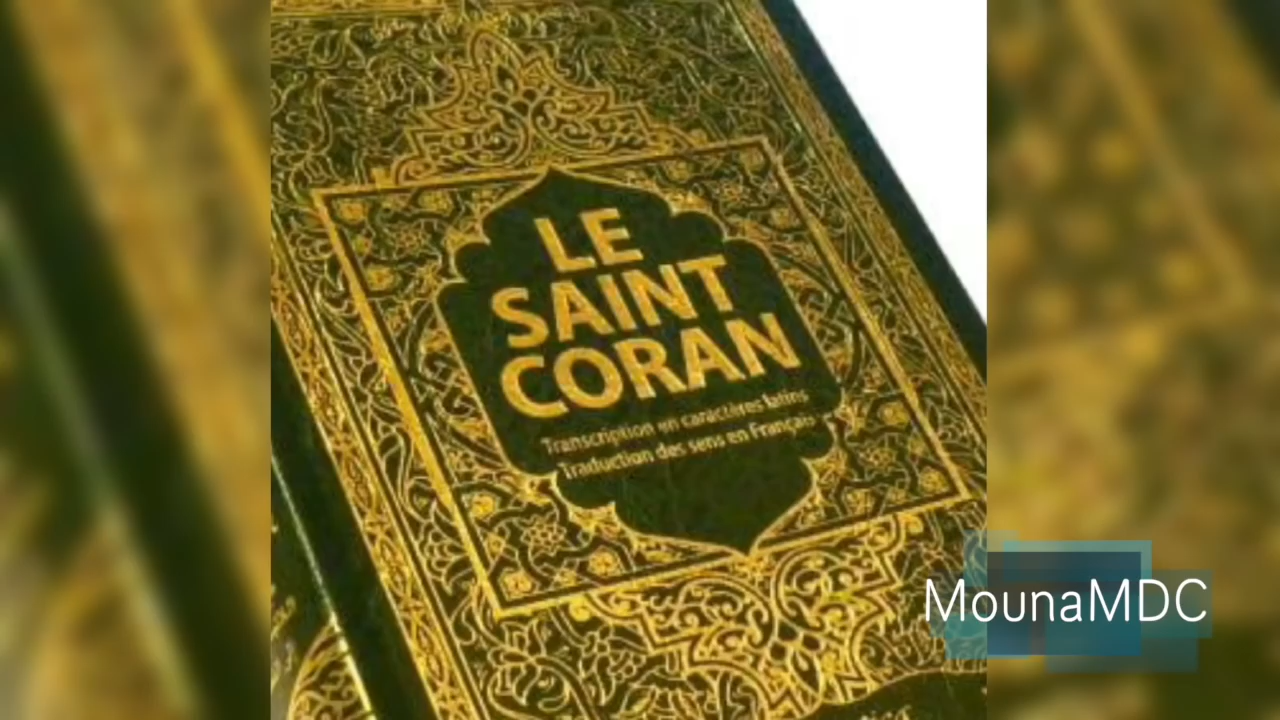 LE
SAINT
CORAN
Transcription en caractères latins
Traduction des sens en Français
MounaMDC